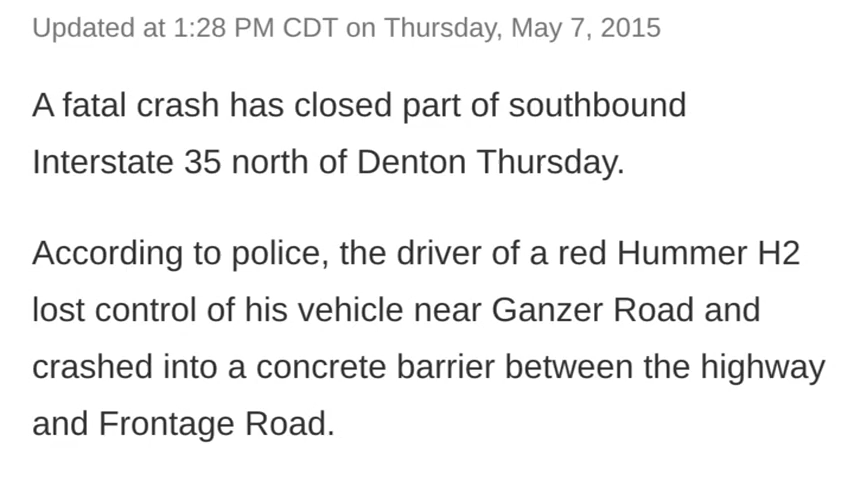 Updated at 1:28 PM CDT on Thursday, May 7, 2015
A fatal crash has closed part of southbound
Interstate 35 north of Denton Thursday.
According to police, the driver of a red Hummer H2
lost control of his vehicle near Ganzer Road and
crashed into a concrete barrier between the highway
and Frontage Road.